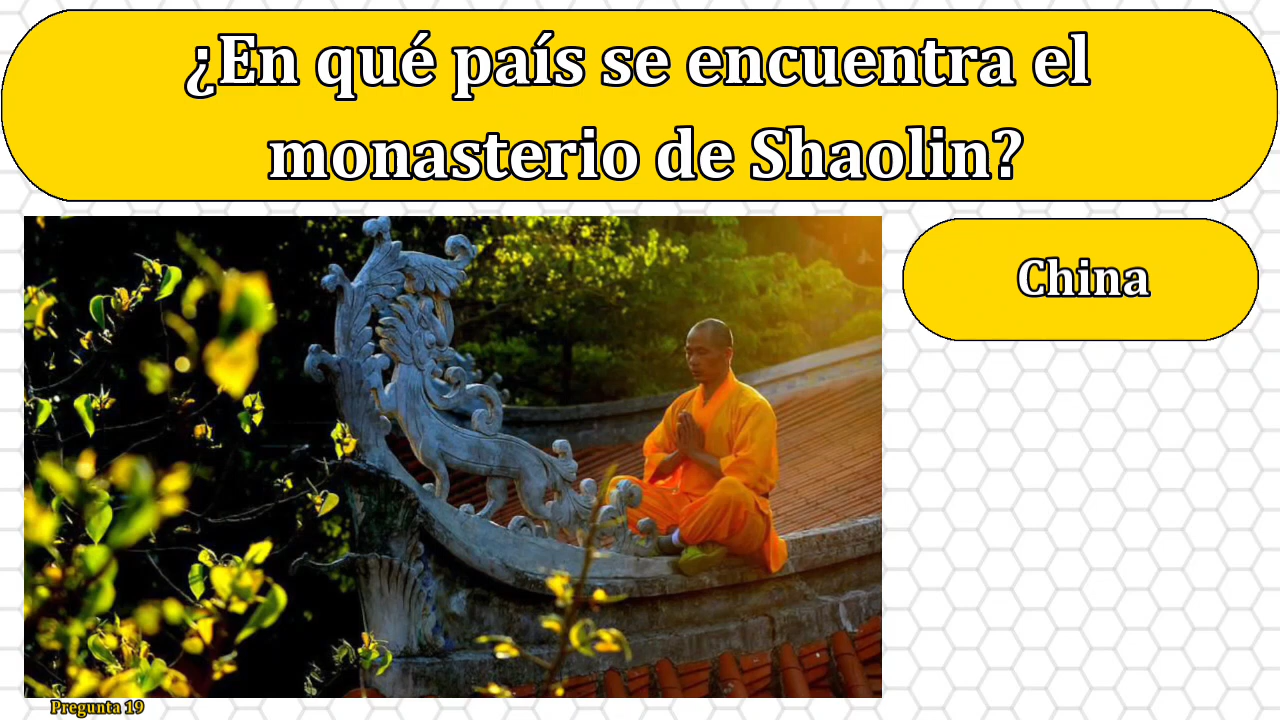 ¿En qué país se encuentra el
monasterio de Shaolin?
China
Pregunta 19